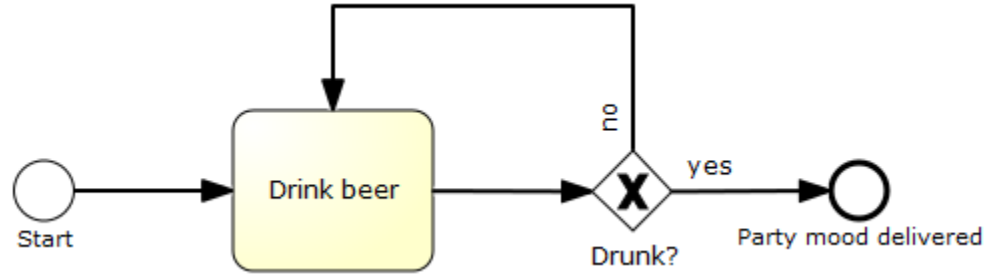 Start
Drink beer
no
Drunk?
yes
Party mood delivered